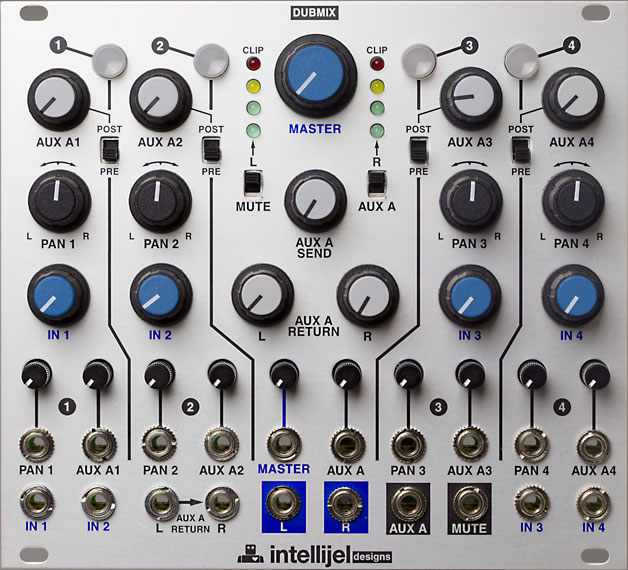 DUBMIX
1
2
CLIP
CLIP
3
4
AUX A1
POST
PRE
AUX A2
POST
PRE
MASTER
AUX A3
POST
PRE
AUX A4
POST
PRE
L
MUTE
R
AUX A
L PAN 1 R
L PAN 2 R
AUX A
SEND
L PAN 3 R
L PAN 4 R
IN 1
IN 2
L
AUX A
RETURN
R
IN 3
IN 4
1
2
3
4
PAN 1
AUX A1
PAN 2
AUX A2
MASTER
AUX A
PAN 3
AUX A3
PAN 4
AUX A4
IN 1
IN 2
L
AUX A
RETURN
R
L
R
AUX A
MUTE
IN 3
IN 4
intellijel designs